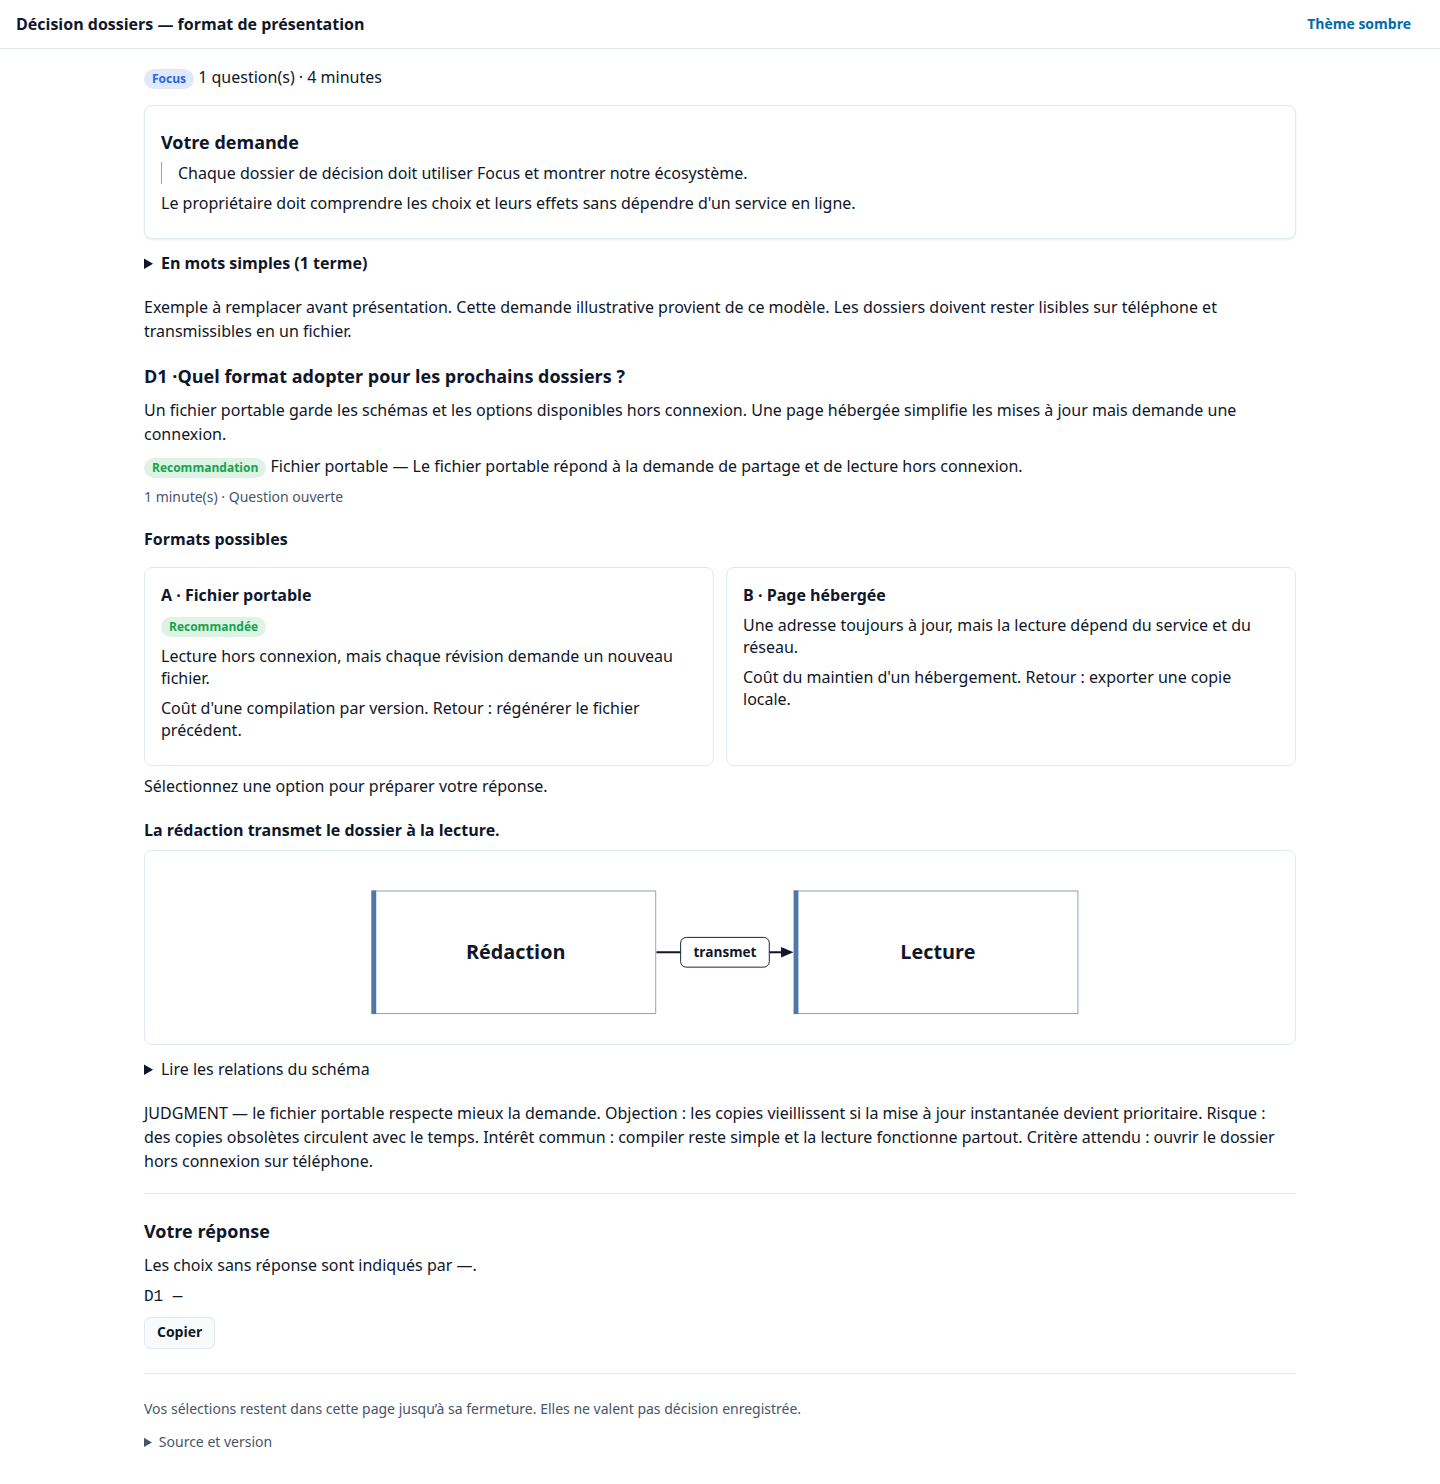 Décision dossiers — format de présentation
Thème sombre
Focus 1 question(s) · 4 minutes
Votre demande
Chaque dossier de décision doit utiliser Focus et montrer notre écosystème.
Le propriétaire doit comprendre les choix et leurs effets sans dépendre d'un service en ligne.
En mots simples (1 terme)
Exemple à remplacer avant présentation. Cette demande illustrative provient de ce modèle. Les dossiers doivent rester lisibles sur téléphone et
transmissibles en un fichier.
D1 ·Quel format adopter pour les prochains dossiers ?
Un fichier portable garde les schémas et les options disponibles hors connexion. Une page hébergée simplifie les mises à jour mais demande une
connexion.
Recommandation Fichier portable — Le fichier portable répond à la demande de partage et de lecture hors connexion.
1 minute(s) · Question ouverte
Formats possibles
A · Fichier portable
Recommandée
Lecture hors connexion, mais chaque révision demande un nouveau
fichier.
Coût d'une compilation par version. Retour : régénérer le fichier
précédent.
B · Page hébergée
Une adresse toujours à jour, mais la lecture dépend du service et du
réseau.
Coût du maintien d'un hébergement. Retour : exporter une copie
locale.
Sélectionnez une option pour préparer votre réponse.
La rédaction transmet le dossier à la lecture.
Rédaction
transmet
Lecture
Lire les relations du schéma
JUDGMENT — le fichier portable respecte mieux la demande. Objection : les copies vieillissent si la mise à jour instantanée devient prioritaire. Risque :
des copies obsolètes circulent avec le temps. Intérêt commun : compiler reste simple et la lecture fonctionne partout. Critère attendu : ouvrir le dossier
hors connexion sur téléphone.
Votre réponse
Les choix sans réponse sont indiqués par —.
D1 —
Copier
Vos sélections restent dans cette page jusqu’à sa fermeture. Elles ne valent pas décision enregistrée.
Source et version